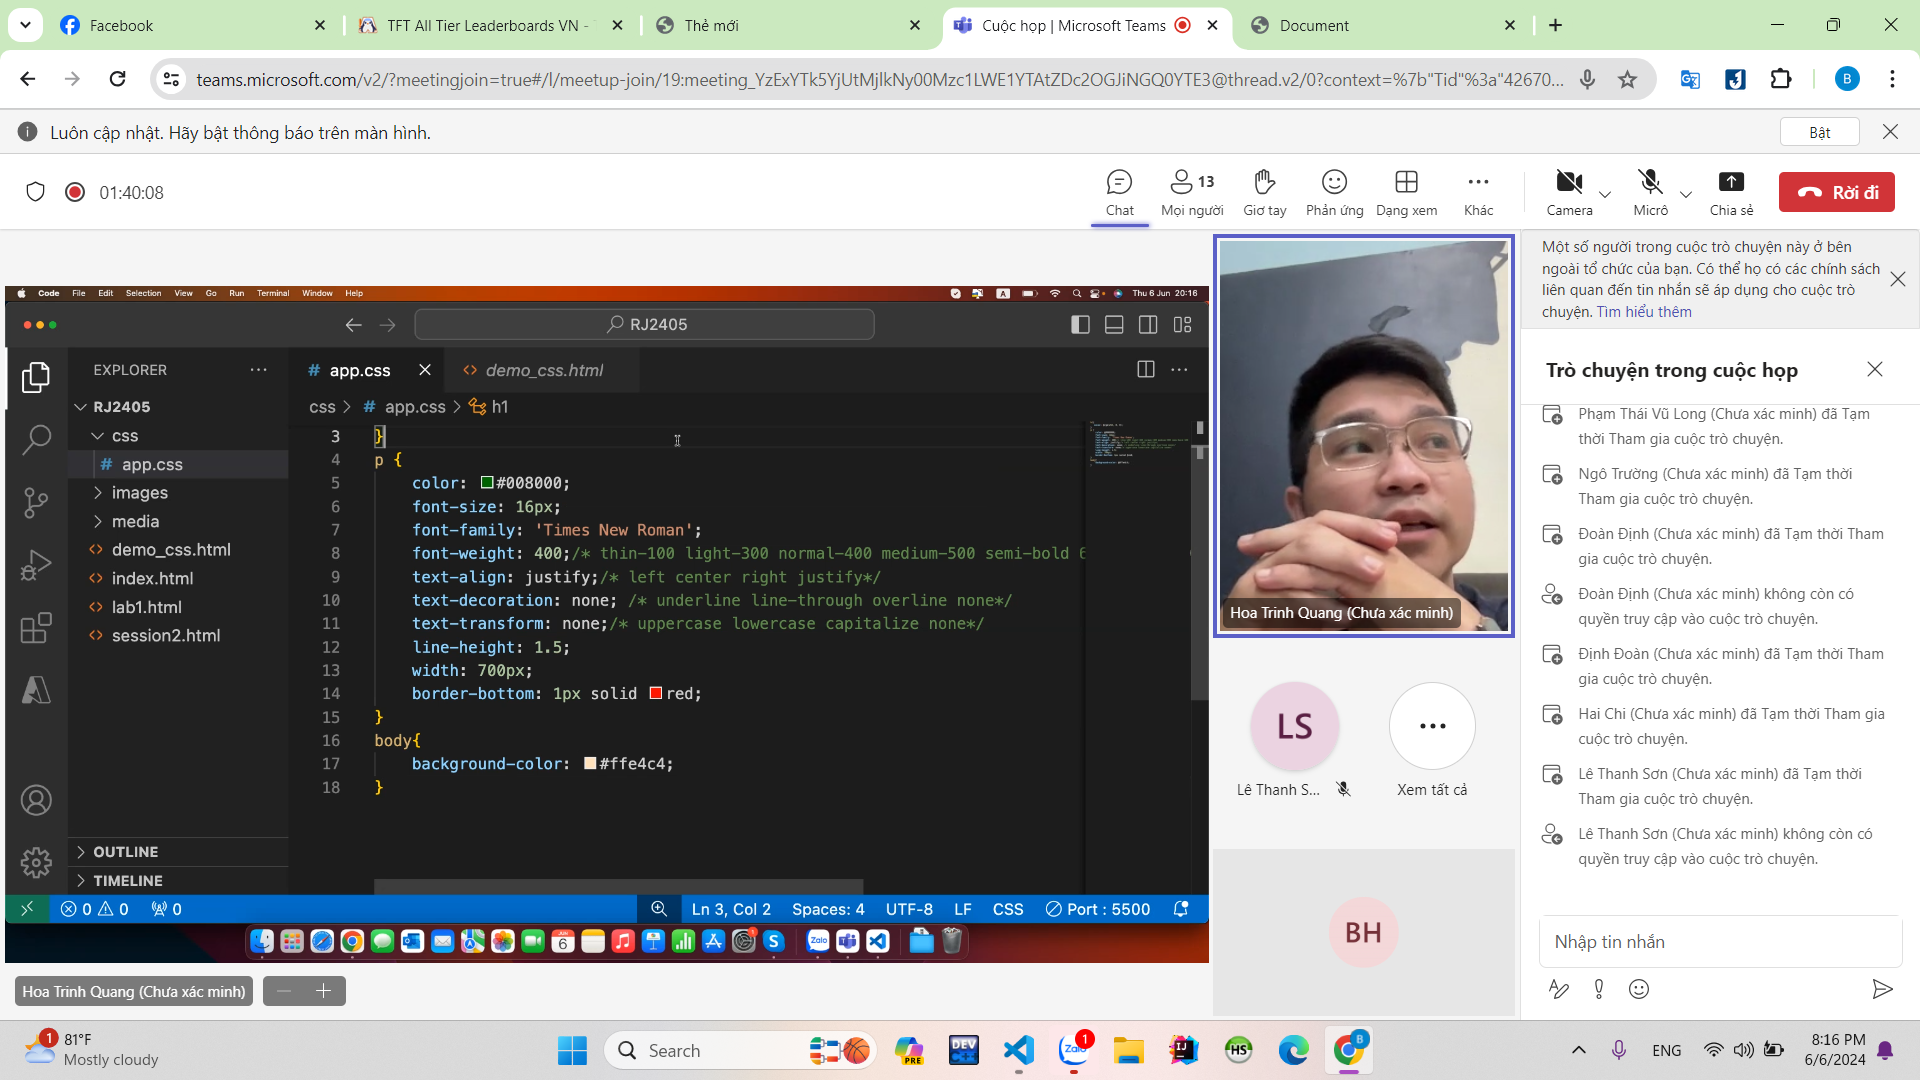 Facebook
TFT All Tier Leaderboards VN -
Thẻ mới
Cuộc họp | Microsoft Teams
Document
teams.microsoft.com/v2/?meetingjoin=true#/l/meetup-join/19:meeting_YzExYTk5YjUtMjlkNy00Mzc1LWE1YTAtZDc2OGJiNGQ0YTE3@thread.v2/0?context=%7b"Tid"%3a"42670...
B
Luôn cập nhật. Hãy bật thông báo trên màn hình.
Bật
01:40:08
Chat
13
Mọi người
Giơ tay
Phản ứng
Dạng xem
Khác
Camera
Micrô
Chia sẻ
Rời đi
Code File Edit Selection View Go Run Terminal Window Help
A
Thu 6 Jun 20:16
RJ2405
EXPLORER
RJ2405
css
# app.css
images
media
demo_css.html
index.html
lab1.html
session2.html
OUTLINE
TIMELINE
# app.css
demo_css.html
css > # app.css > h1
3 }
4 p {
5 color: #008000;
6 font-size: 16px;
7 font-family: 'Times New Roman';
8 font-weight: 400;/* thin-100 light-300 normal-400 medium-500 semi-bold 6
9 text-align: justify;/* left center right justify*/
10 text-decoration: none; /* underline line-through overline none*/
11 text-transform: none;/* uppercase lowercase capitalize none*/
12 line-height: 1.5;
13 width: 700px;
14 border-bottom: 1px solid red;
15 }
16 body{
17 background-color: #ffe4c4;
18 }
0 0 0
Ln 3, Col 2 Spaces: 4 UTF-8 LF CSS Port : 5500
JUN
6
Zalo
1
Hoa Trinh Quang (Chưa xác minh)
Hoa Trinh Quang (Chưa xác minh)
LS
Lê Thanh S...
Xem tất cả
BH
Một số người trong cuộc trò chuyện này ở bên
ngoài tổ chức của bạn. Có thể họ có các chính sách
liên quan đến tin nhắn sẽ áp dụng cho cuộc trò
chuyện. Tìm hiểu thêm
Trò chuyện trong cuộc họp
Phạm Thái Vũ Long (Chưa xác minh) đã Tạm
thời Tham gia cuộc trò chuyện.
Ngô Trường (Chưa xác minh) đã Tạm thời
Tham gia cuộc trò chuyện.
Đoàn Định (Chưa xác minh) đã Tạm thời Tham
gia cuộc trò chuyện.
Đoàn Định (Chưa xác minh) không còn có
quyền truy cập vào cuộc trò chuyện.
Định Đoàn (Chưa xác minh) đã Tạm thời Tham
gia cuộc trò chuyện.
Hai Chi (Chưa xác minh) đã Tạm thời Tham gia
cuộc trò chuyện.
Lê Thanh Sơn (Chưa xác minh) đã Tạm thời
Tham gia cuộc trò chuyện.
Lê Thanh Sơn (Chưa xác minh) không còn có
quyền truy cập vào cuộc trò chuyện.
Nhập tin nhắn
1
81°F
Mostly cloudy
Search
PRE
DEV
Zalo
1
IJ
HS
B
ENG
8:16 PM
6/6/2024